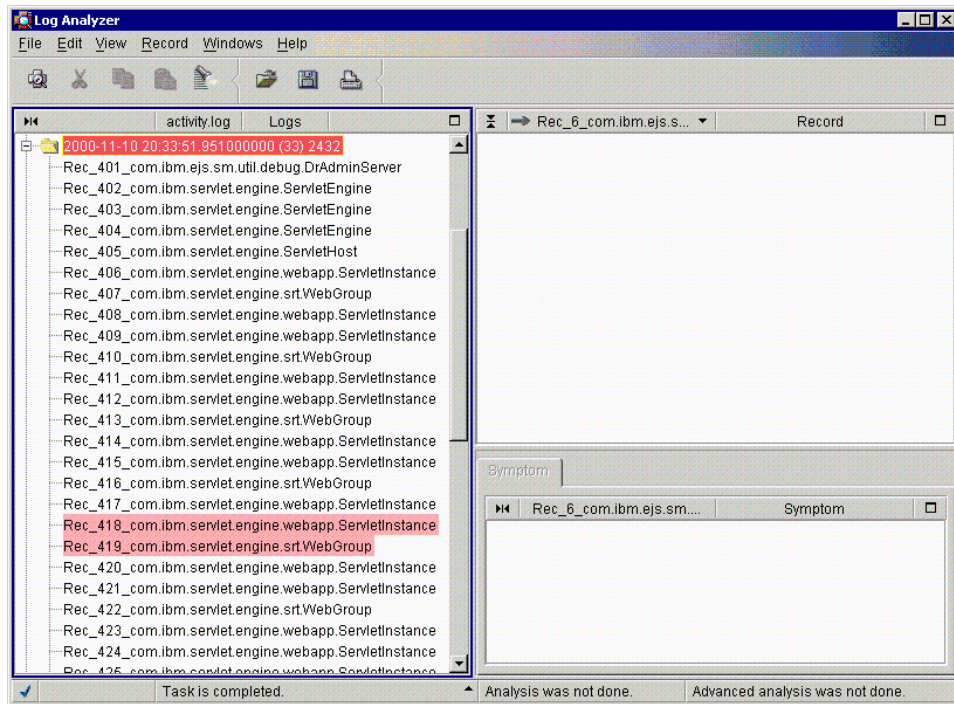 Log Analyzer
File Edit View Record Windows Help
activity.log Logs
Rec_6_com.ibm.ejs.s... Record
2000-11-10 20:33:51.951000000 (33) 2432
Rec_401_com.ibm.ejs.sm.util.debug.DrAdminServer
Rec_402_com.ibm.servlet.engine.ServletEngine
Rec_403_com.ibm.servlet.engine.ServletEngine
Rec_404_com.ibm.servlet.engine.ServletEngine
Rec_405_com.ibm.servlet.engine.ServletHost
Rec_406_com.ibm.servlet.engine.webapp.ServletInstance
Rec_407_com.ibm.servlet.engine.srt.WebGroup
Rec_408_com.ibm.servlet.engine.webapp.ServletInstance
Rec_409_com.ibm.servlet.engine.webapp.ServletInstance
Rec_410_com.ibm.servlet.engine.srt.WebGroup
Rec_411_com.ibm.servlet.engine.webapp.ServletInstance
Rec_412_com.ibm.servlet.engine.webapp.ServletInstance
Rec_413_com.ibm.servlet.engine.srt.WebGroup
Rec_414_com.ibm.servlet.engine.webapp.ServletInstance
Rec_415_com.ibm.servlet.engine.webapp.ServletInstance
Rec_416_com.ibm.servlet.engine.srt.WebGroup
Rec_417_com.ibm.servlet.engine.webapp.ServletInstance
Rec_418_com.ibm.servlet.engine.webapp.ServletInstance
Rec_419_com.ibm.servlet.engine.srt.WebGroup
Rec_420_com.ibm.servlet.engine.webapp.ServletInstance
Rec_421_com.ibm.servlet.engine.webapp.ServletInstance
Rec_422_com.ibm.servlet.engine.srt.WebGroup
Rec_423_com.ibm.servlet.engine.webapp.ServletInstance
Rec_424_com.ibm.servlet.engine.webapp.ServletInstance
Rec_425_com.ibm.servlet.engine.webapp.ServletInstance
Symptom
Rec_6_com.ibm.ejs.sm.... Symptom
Task is completed. Analysis was not done. Advanced analysis was not done.